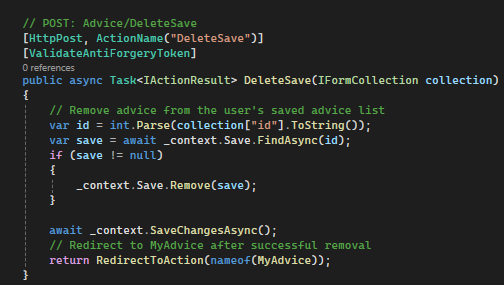 // POST: Advice/DeleteSave
[HttpPost, ActionName("DeleteSave")]
[ValidateAntiForgeryToken]
0 references
public async Task<IActionResult> DeleteSave(IFormCollection collection)
{
// Remove advice from the user's saved advice list
var id = int.Parse(collection["id"].ToString());
var save = await _context.Save.FindAsync(id);
if (save != null)
{
_context.Save.Remove(save);
}
await _context.SaveChangesAsync();
// Redirect to MyAdvice after successful removal
return RedirectToAction(nameof(MyAdvice));
}